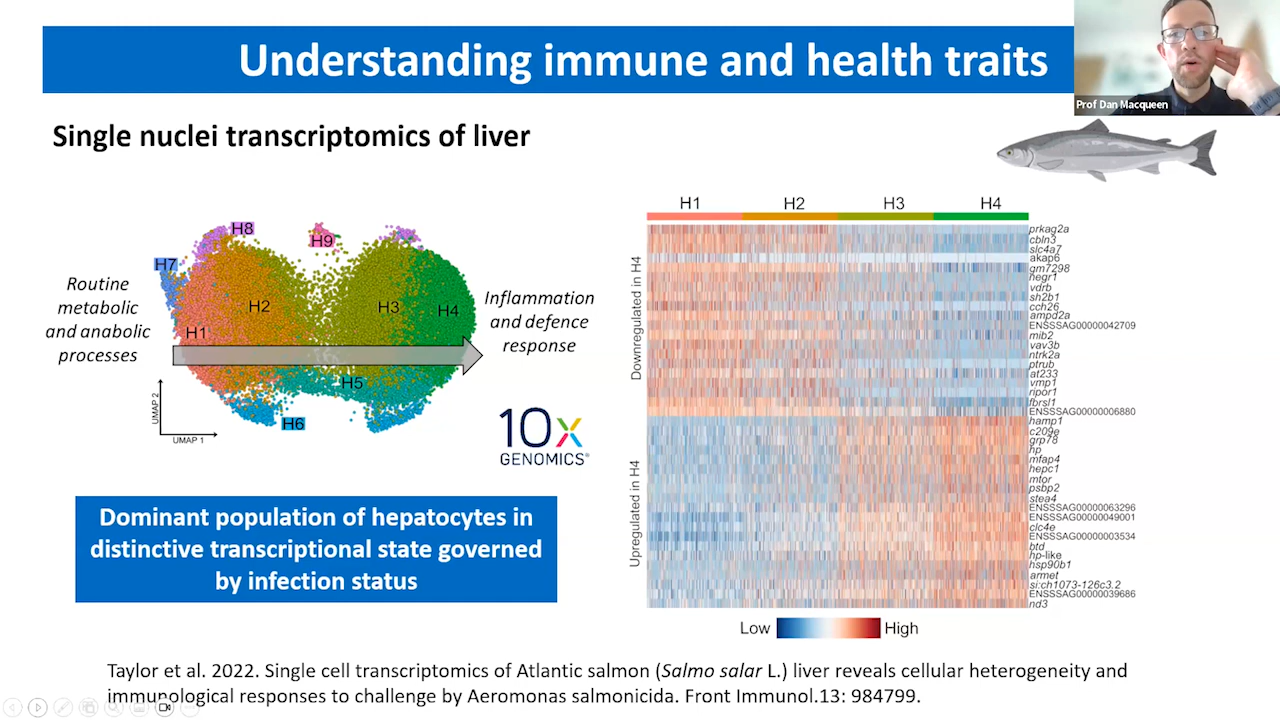 Understanding immune and health traits
Prof Dan Macqueen
Single nuclei transcriptomics of liver
H8
H9
H7
H2
H3
H4
H1
H5
H6
Routine
metabolic
and anabolic
processes
Inflammation
and defence
response
UMAP 2
UMAP 1
10x
GENOMICS®
Dominant population of hepatocytes in
distinctive transcriptional state governed
by infection status
H1 H2 H3 H4
Downregulated in H4
Upregulated in H4
prkag2a
cbln3
slc4a7
akap6
gm7298
negr1
vdrb
sh2b1
cch26
ampd2a
ENSSSAG00000042709
mib2
vav3b
ntrk2a
ptrub
at233
vmp1
ripor1
fbrsl1
ENSSSAG00000006880
hamp1
c209e
grp78
hp
mfap4
hepc1
mtor
psbp2
stea4
ENSSSAG00000063296
ENSSSAG00000049001
clc4e
ENSSSAG00000003534
btd
hp-like
hsp90b1
armet
si:ch1073-126c3.2
ENSSSAG00000039686
nd3
Low High
Taylor et al. 2022. Single cell transcriptomics of Atlantic salmon (Salmo salar L.) liver reveals cellular heterogeneity and
immunological responses to challenge by Aeromonas salmonicida. Front Immunol.13: 984799.